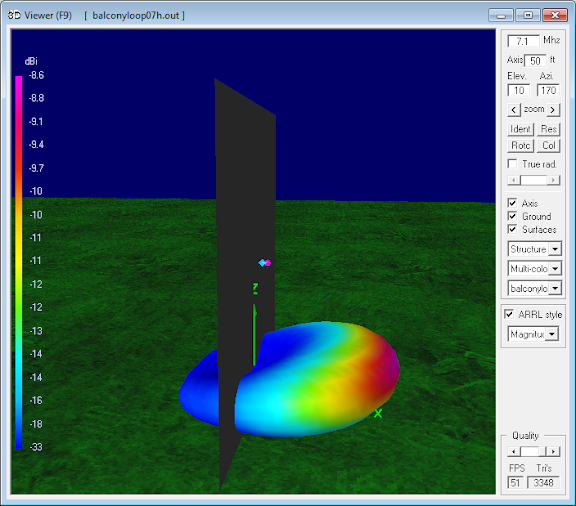 3D Viewer (F9) [ balconyloop07h.out ]
dBi
-8.6
-8.8
-9.1
-9.4
-9.7
-10
-10
-11
-11
-12
-12
-13
-14
-14
-16
-18
-33
Z
X
7.1 Mhz
Axis 50 ft
Elev. Azi.
10 170
< zoom >
Ident Res
Rotc Col
True rad.
Axis
Ground
Surfaces
Structure
Multi-colo
balconylo
ARRL style
Magnitu
Quality
FPS Tri's
51 3348